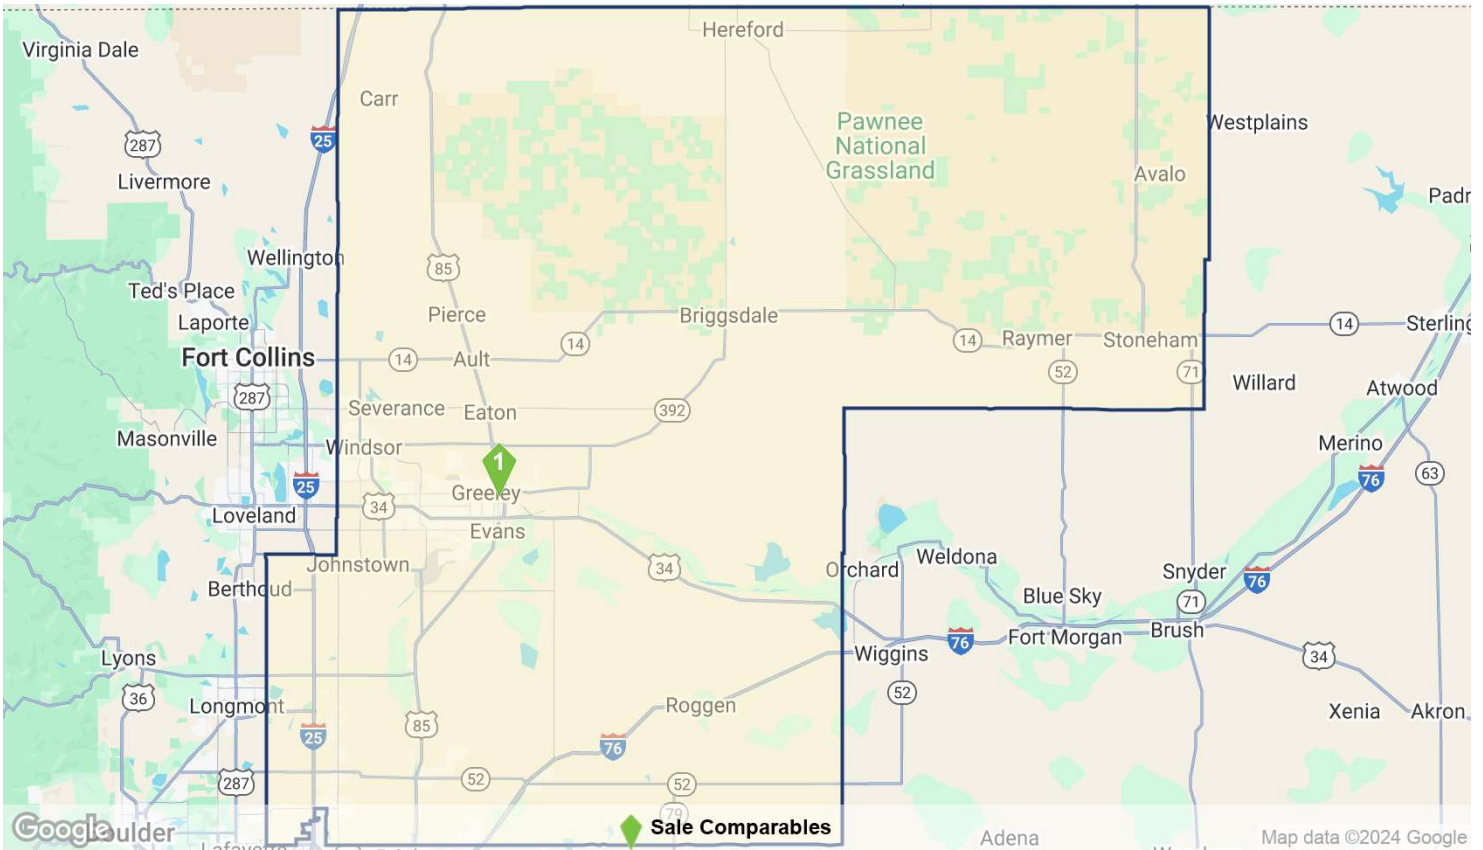 Hereford
Virginia Dale
Carr
25
287
Pawnee
National
Grassland
Westplains
Livermore
Avalo
Padr
Wellington
85
Ted's Place
Pierce
Briggsdale
Laporte
14
14
Sterling
Fort Collins
14
Ault
14
Raymer
Stoneham
52
71
Willard
Atwood
287
Severance
Eaton
392
Masonville
Windsor
Merino
1
63
76
25
Greeley
34
Loveland
Evans
Johnstown
34
Orchard
Weldona
Snyder
76
Berthoud
Blue Sky
71
Fort Morgan
Brush
76
Lyons
Wiggins
34
36
52
Longmont
Roggen
Xenia
Akron
85
25
76
287
52
52
79
Google
Boulder
Sale Comparables
Adena
Map data ©2024 Google
Lafayette